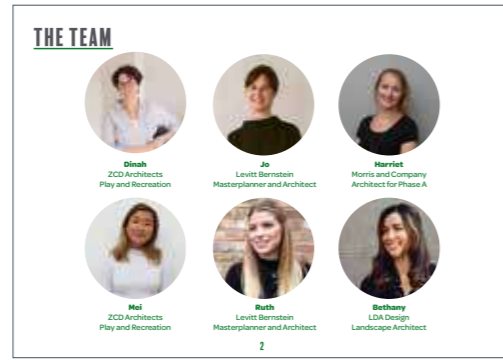 THE TEAM
Dinah
ZCD Architects
Play and Recreation
Jo
Levitt Bernstein
Masterplanner and Architect
Harriet
Morris and Company
Architect for Phase A
Mei
ZCD Architects
Play and Recreation
Ruth
Levitt Bernstein
Masterplanner and Architect
Bethany
LDA Design
Landscape Architect
2